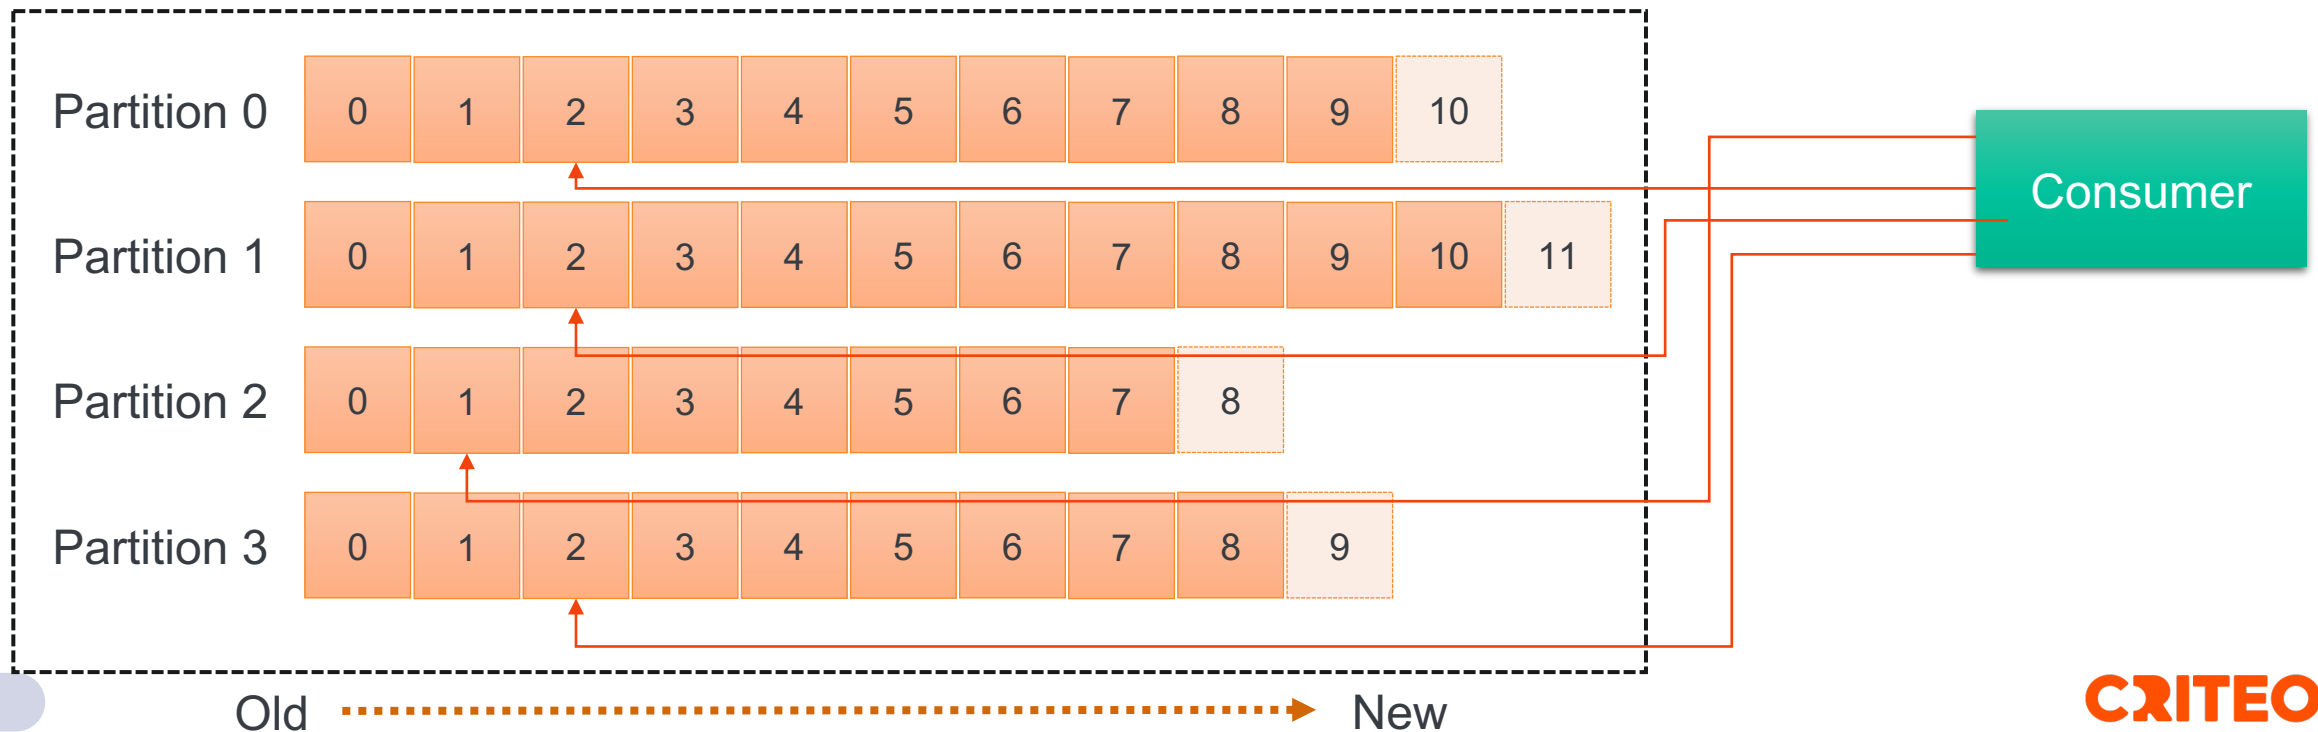 Partition 0 0 1 2 3 4 5 6 7 8 9 10
Consumer
Partition 1 0 1 2 3 4 5 6 7 8 9 10 11
Partition 2 0 1 2 3 4 5 6 7 8
Partition 3 0 1 2 3 4 5 6 7 8 9
Old New
CRITEO